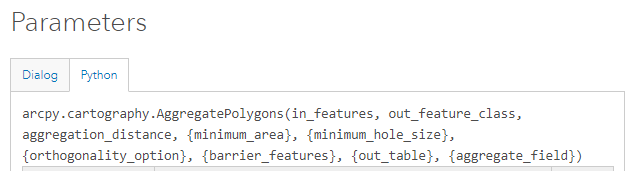 Parameters
Dialog
Python
arcpy.cartography.AggregatePolygons(in_features, out_feature_class,
aggregation_distance, {minimum_area}, {minimum_hole_size},
{orthogonality_option}, {barrier_features}, {out_table}, {aggregate_field})